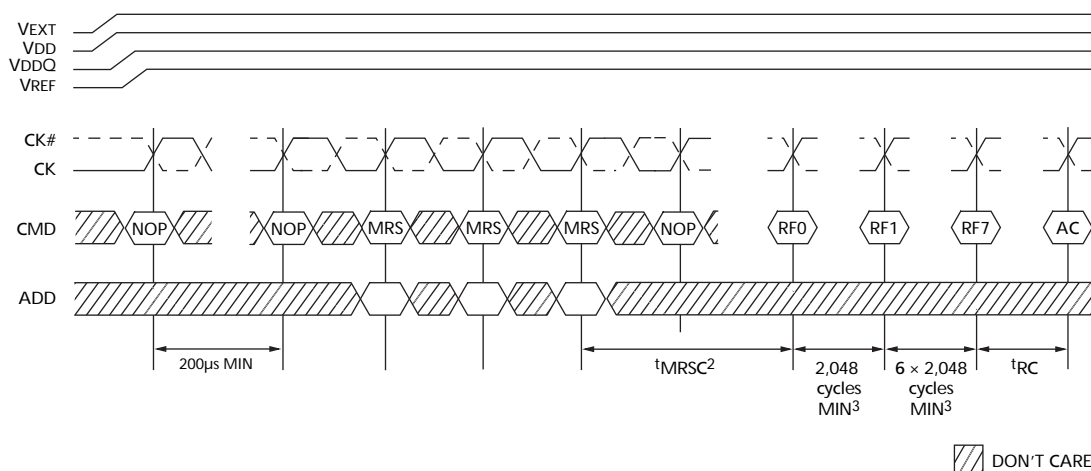 VEXT
VDD
VDDQ
VREF
CK#
CK
CMD NOP NOP MRS MRS MRS NOP RF0 RF1 RF7 AC
ADD
200µs MIN
tMRSC2
2,048
cycles
MIN3
6 × 2,048
cycles
MIN3
tRC
DON'T CARE